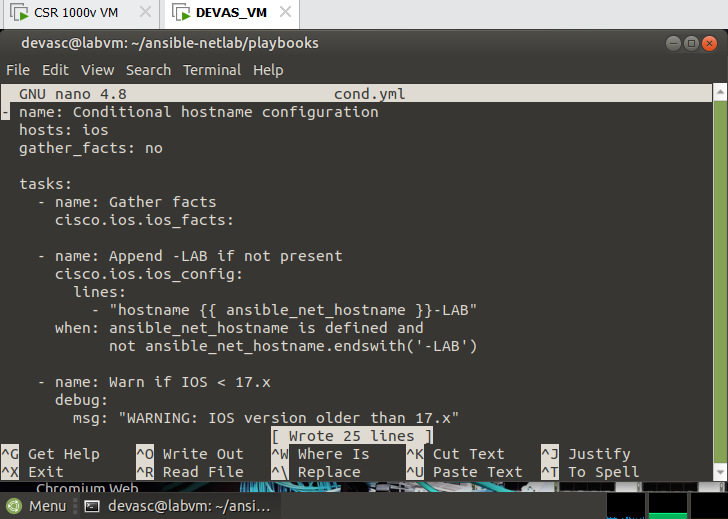 CSR 1000v VM
DEVAS_VM
devasc@labvm: ~/ansible-netlab/playbooks
File Edit View Search Terminal Help
GNU nano 4.8 cond.yml
- name: Conditional hostname configuration
hosts: ios
gather_facts: no
tasks:
- name: Gather facts
cisco.ios.ios_facts:
- name: Append -LAB if not present
cisco.ios.ios_config:
lines:
- "hostname {{ ansible_net_hostname }}-LAB"
when: ansible_net_hostname is defined and
not ansible_net_hostname.endswith('-LAB')
- name: Warn if IOS < 17.x
debug:
msg: "WARNING: IOS version older than 17.x"
[ Wrote 25 lines ]
^G Get Help ^O Write Out ^W Where Is ^K Cut Text ^J Justify
^X Exit ^R Read File ^\ Replace ^U Paste Text ^T To Spell
Chromium Web
Menu devasc@labvm: ~/ansi...